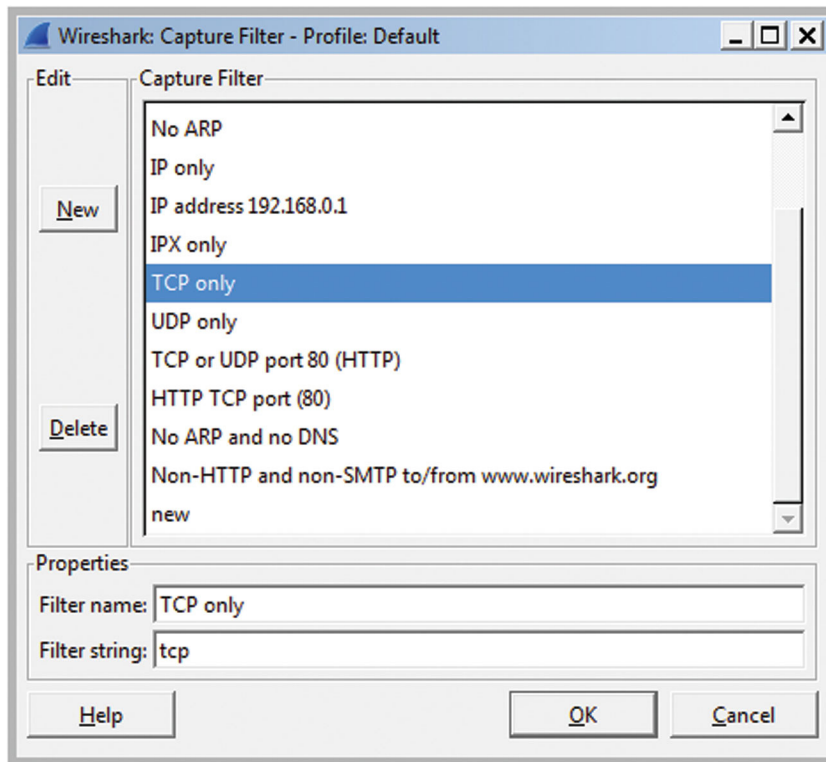 Wireshark: Capture Filter - Profile: Default
Edit
Capture Filter
New
Delete
No ARP
IP only
IP address 192.168.0.1
IPX only
TCP only
UDP only
TCP or UDP port 80 (HTTP)
HTTP TCP port (80)
No ARP and no DNS
Non-HTTP and non-SMTP to/from www.wireshark.org
new
Properties
Filter name: TCP only
Filter string: tcp
Help
OK
Cancel